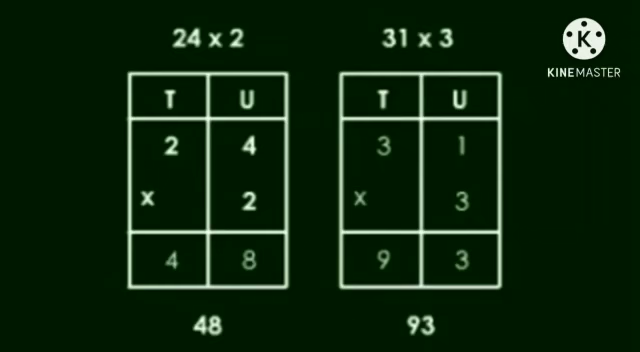 24 x 2
31 x 3
K
KINEMASTER
T U
2 4
x 2
4 8
48
T U
3 1
x 3
9 3
93